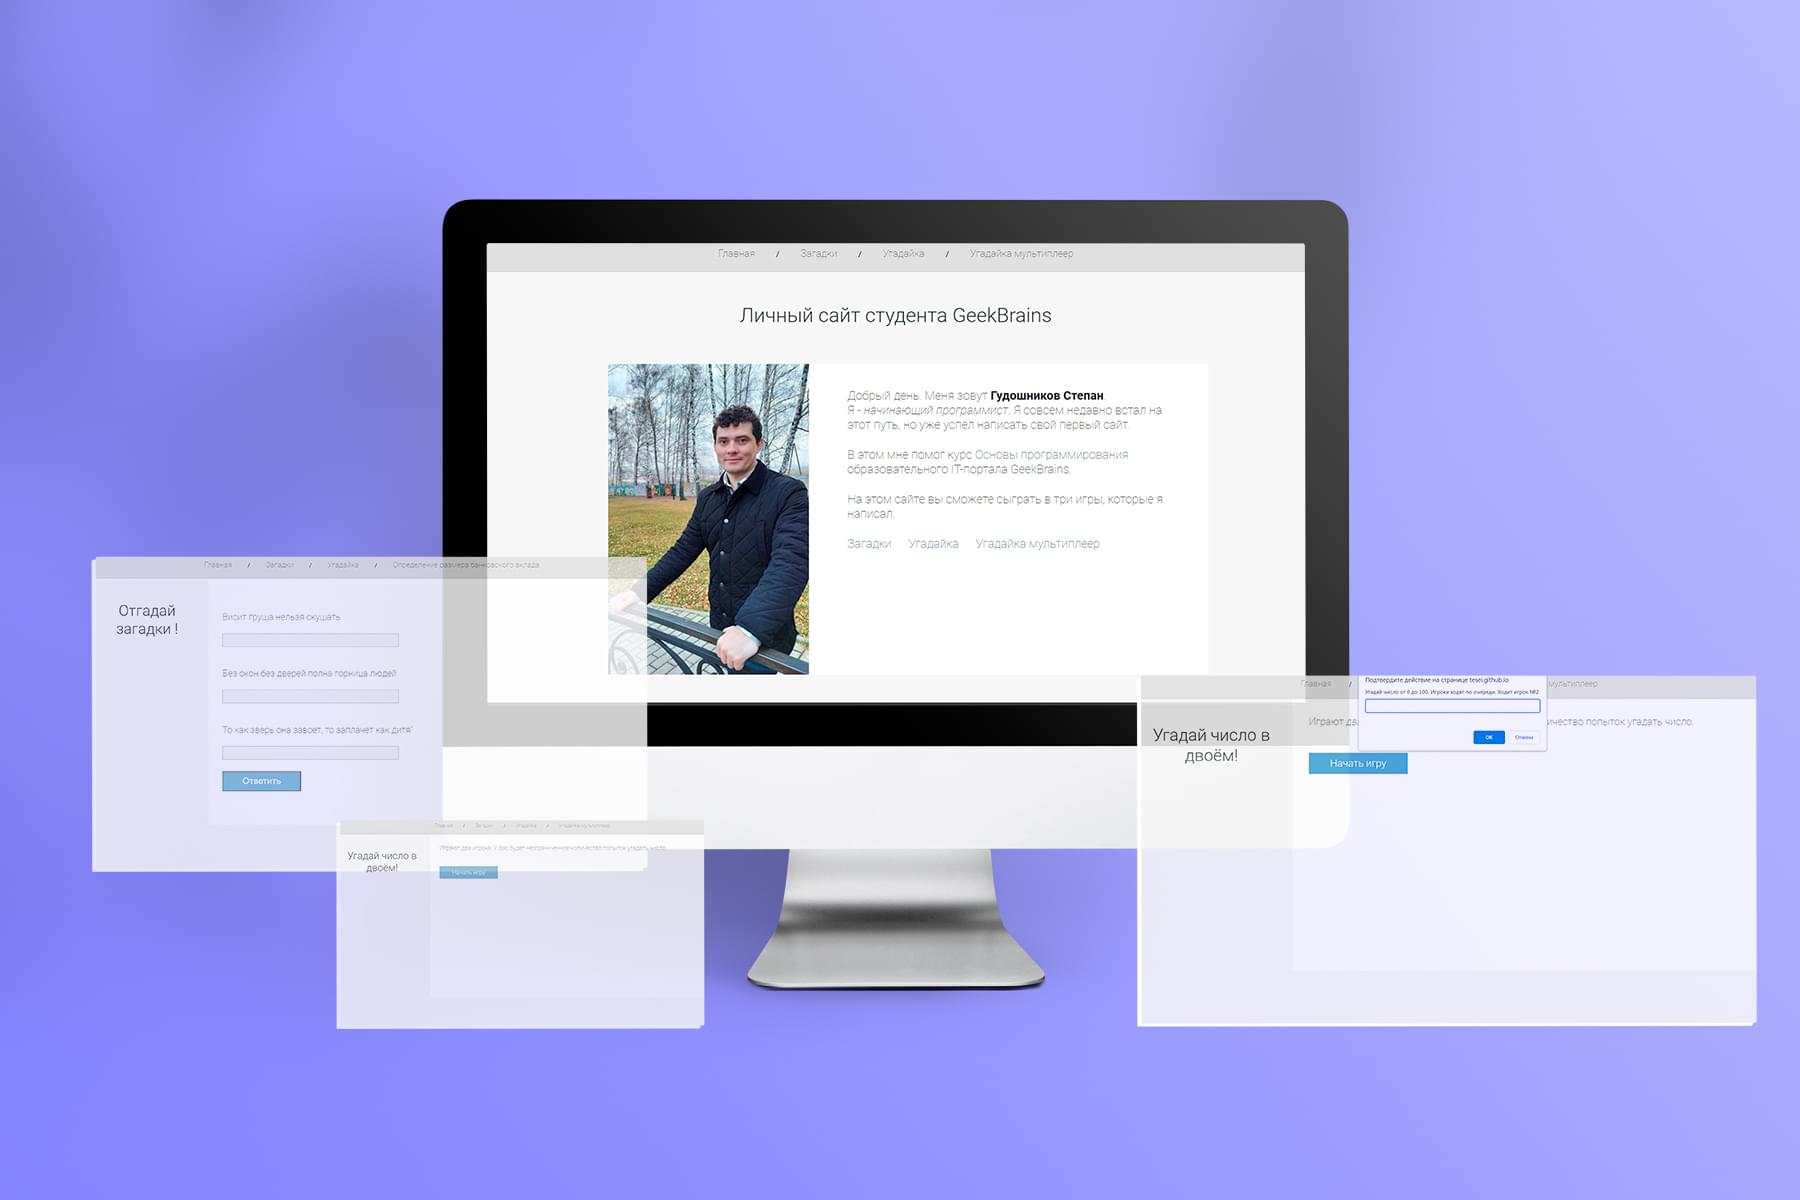 Главная / Загадки / Угадайка / Угадайка мультиплеер
Личный сайт студента GeekBrains
Добрый день. Меня зовут Гудошников Степан.
Я - начинающий программист. Я совсем недавно встал на
этот путь, но уже успел написать свой первый сайт.
В этом мне помог курс Основы программирования
образовательного IT-портала GeekBrains.
На этом сайте вы сможете сыграть в три игры, которые я
написал:
Загадки Угадайка Угадайка мультиплеер
Главная / Загадки / Угадайка / Определение размера банковского вклада
Отгадай
загадки !
Висит груша нельзя скушать
Без окон без дверей полна горница людей
То как зверь она завоет, то заплачет как дитя"
Ответить
Главная / Загадки / Угадайка / Угадайка мультиплеер
Угадай число в
двоём!
Играют два игрока. У Вас будет неограниченное количество попыток угадать число.
Начать игру
Главная / мультиплеер
Подтвердите действие на странице tesei.github.io
Угадай число от 0 до 100. Игроки ходят по очереди. Ходит игрок №2
ОК Отмена
Угадай число в
двоём!
Играют два ичество попыток угадать число.
Начать игру